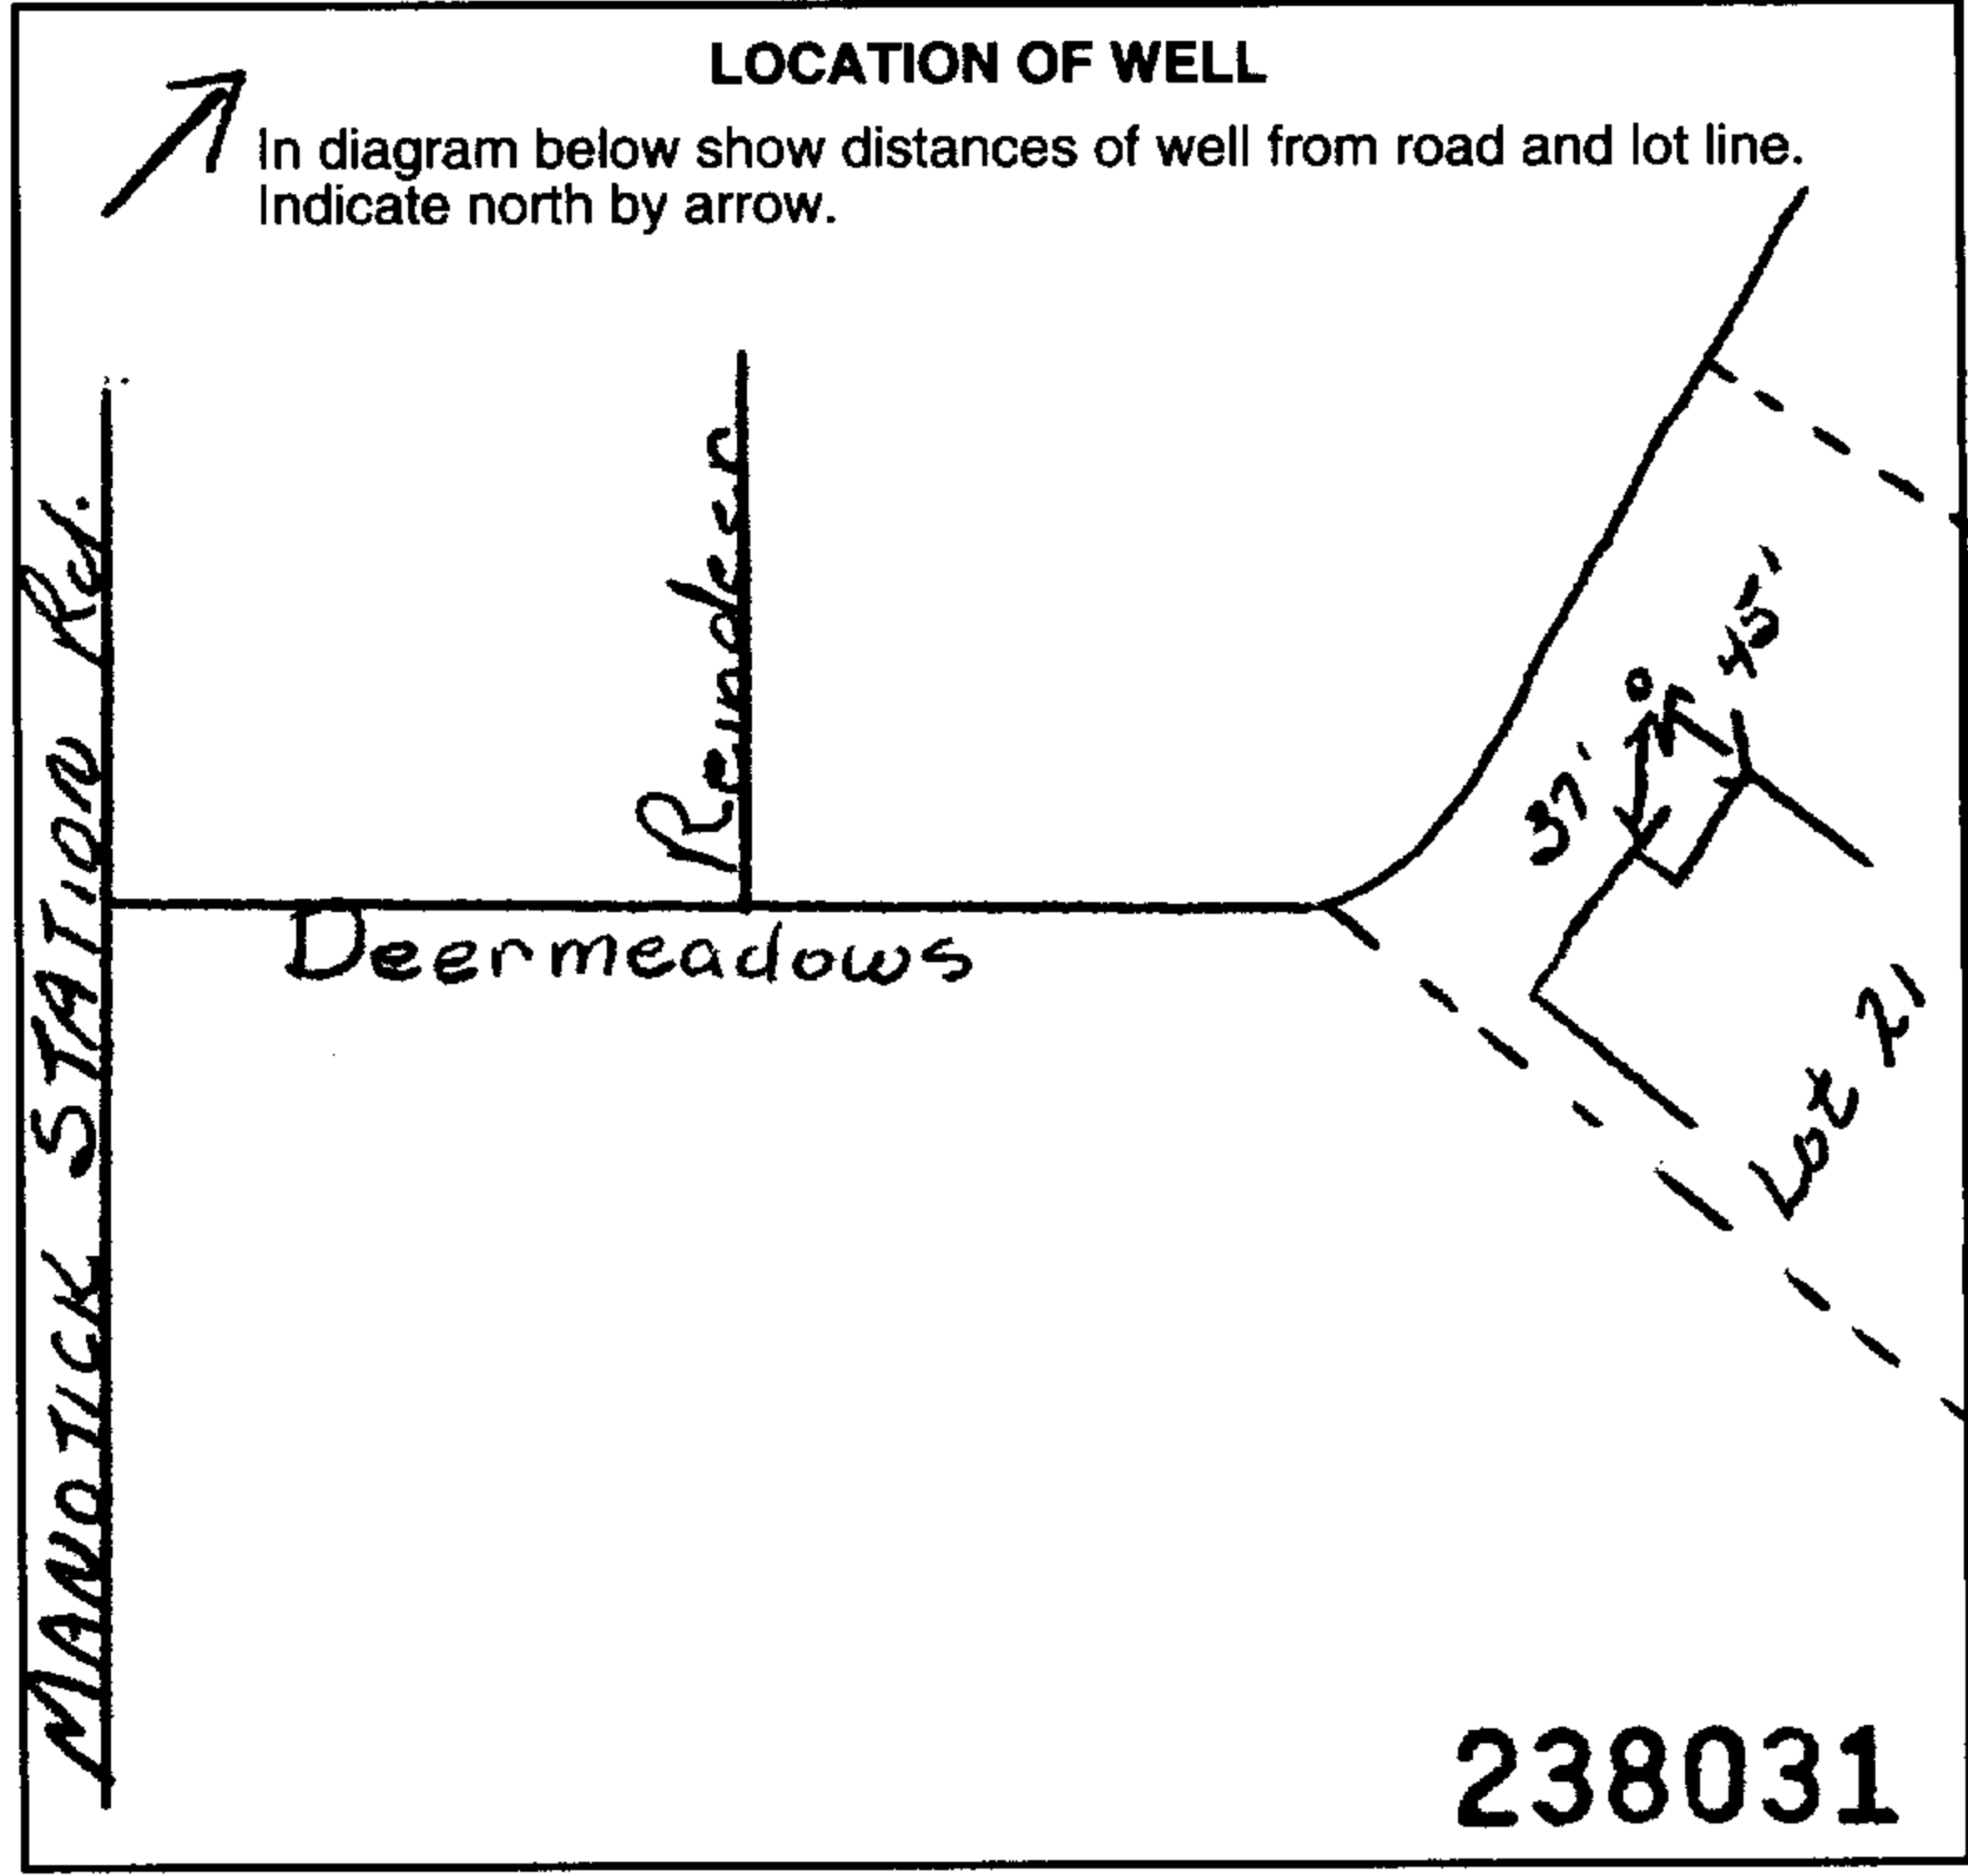 LOCATION OF WELL
In diagram below show distances of well from road and lot line.
Indicate north by arrow.
MANOTICK STATION Rd.
Deermeadows
37'
45'
Lot 21
238031